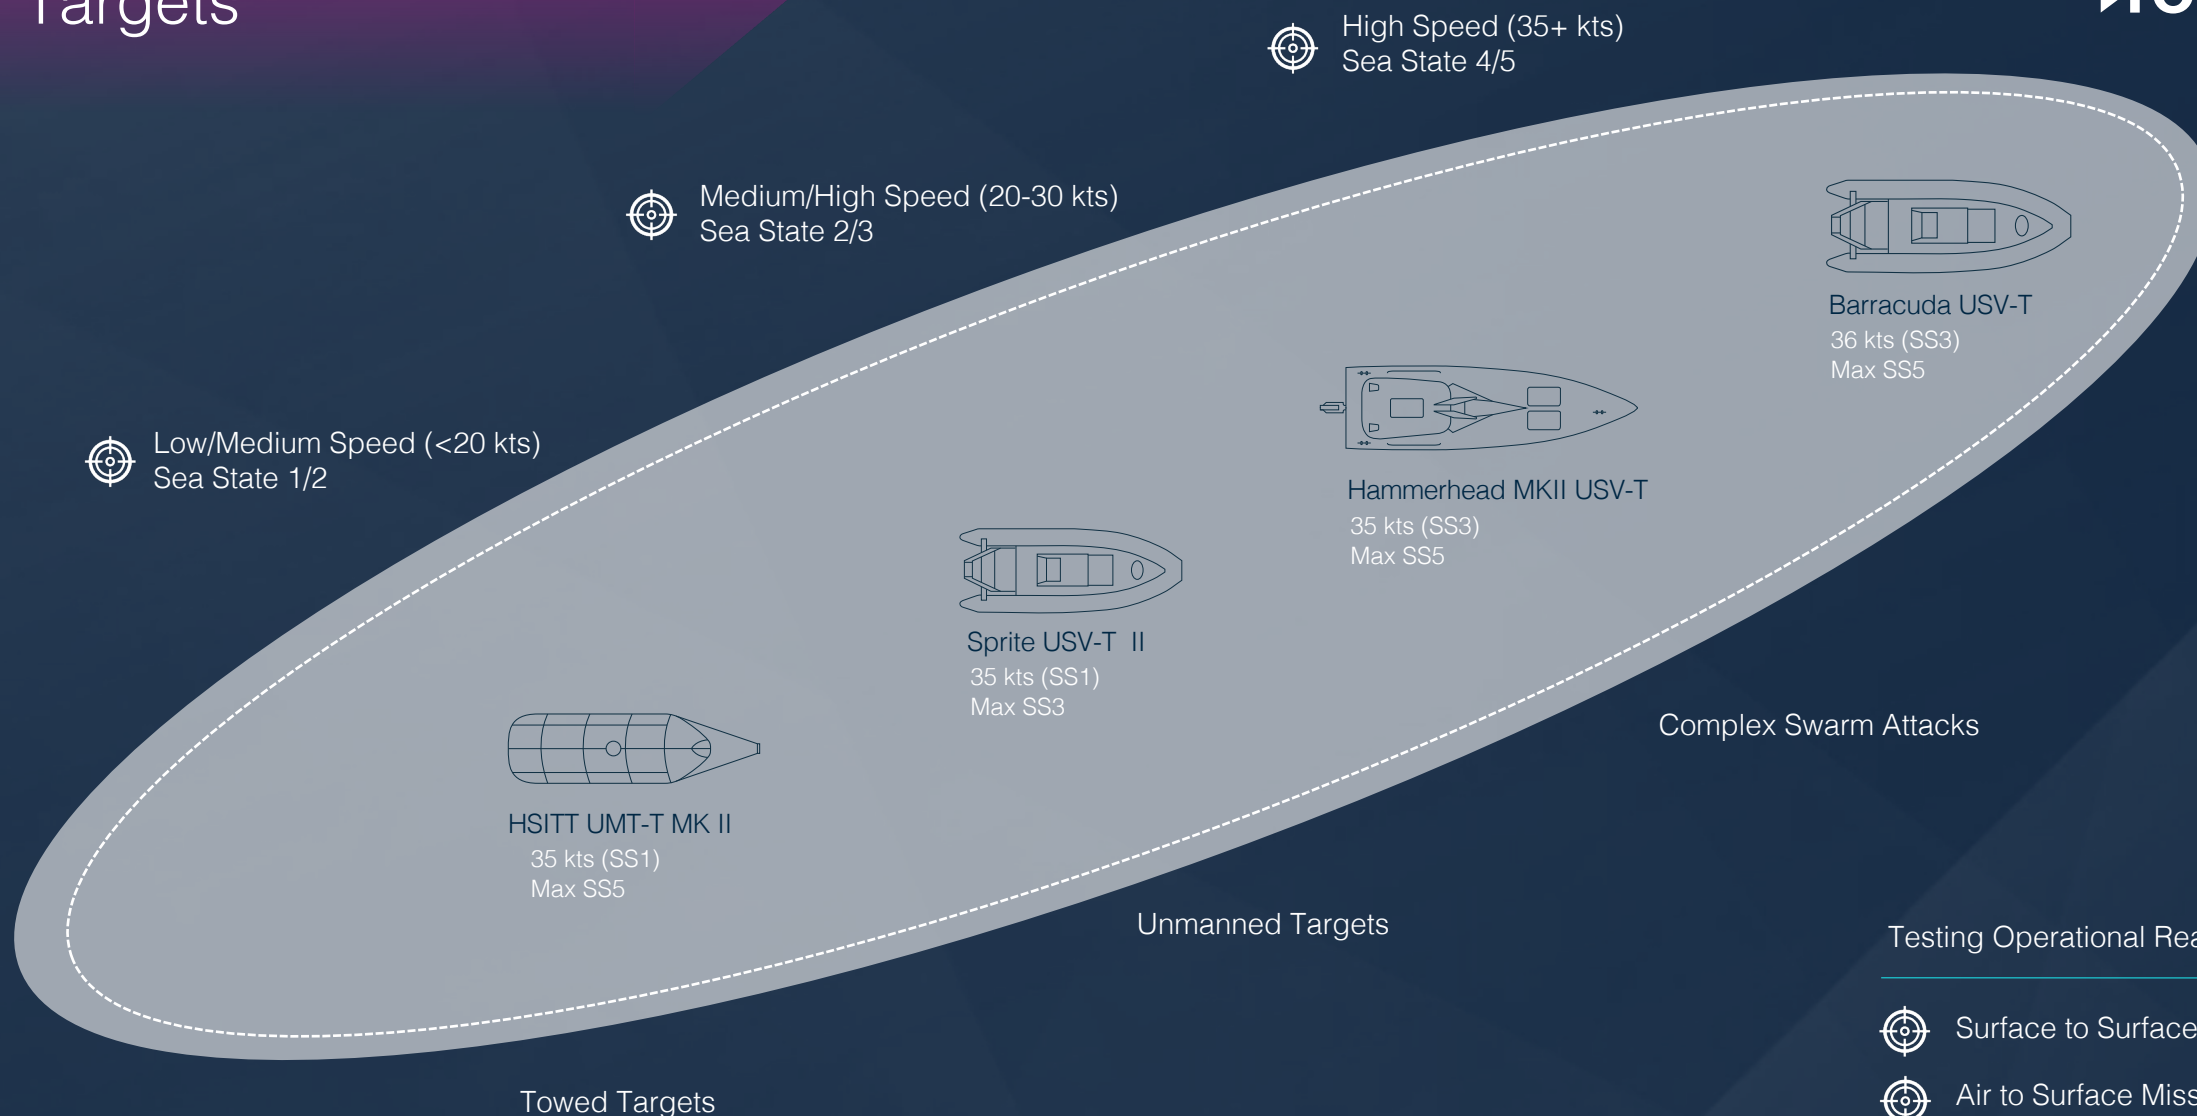 Targets
High Speed (35+ kts)
Sea State 4/5
Medium/High Speed (20-30 kts)
Sea State 2/3
Low/Medium Speed (<20 kts)
Sea State 1/2
Barracuda USV-T
36 kts (SS3)
Max SS5
Hammerhead MKII USV-T
35 kts (SS3)
Max SS5
Sprite USV-T II
35 kts (SS1)
Max SS3
HSITT UMT-T MK II
35 kts (SS1)
Max SS5
Complex Swarm Attacks
Unmanned Targets
Towed Targets
Testing Operational
Surface to Surface
Air to Surface